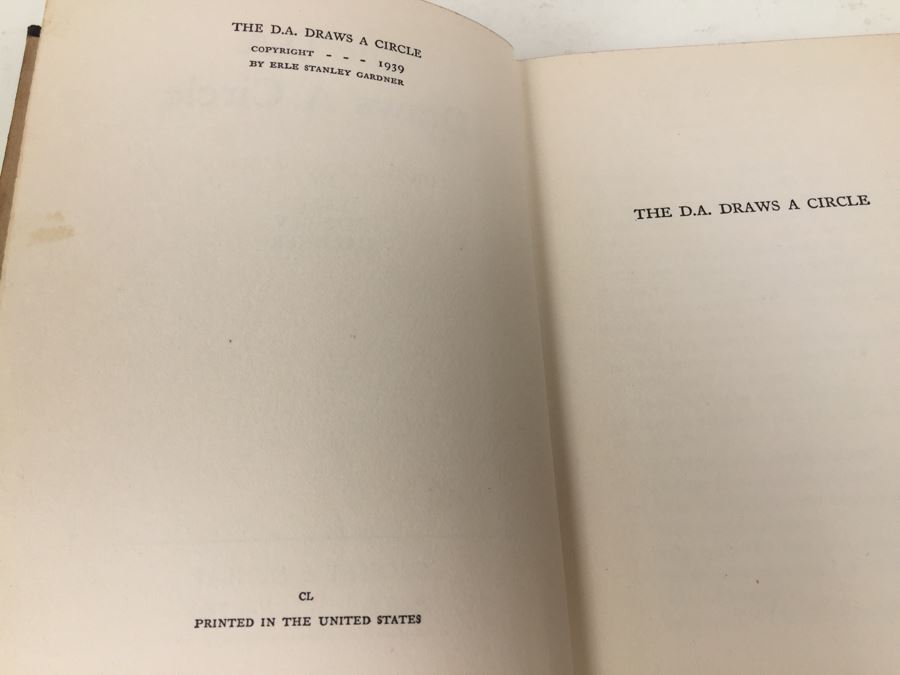 THE D.A. DRAWS A CIRCLE
COPYRIGHT - - - 1939
BY ERLE STANLEY GARDNER
CL
PRINTED IN THE UNITED STATES
THE D.A. DRAWS A CIRCLE